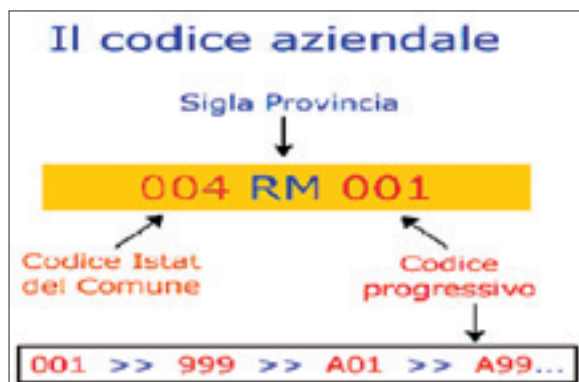 Il codice aziendale
Sigla Provincia
004 RM 001
Codice Istat
del Comune
Codice
progressivo
001 >> 999 >> A01 >> A99...